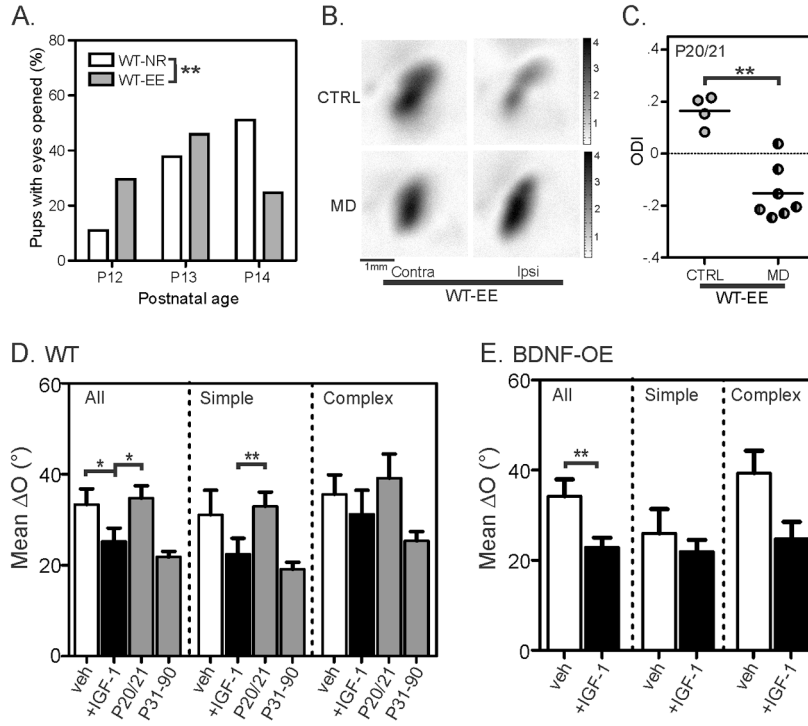 A.
80
60
40
20
0
Pups with eyes opened (%)
WT-NR
WT-EE
**
P12 P13 P14
Postnatal age
B.
CTRL
MD
4
3
2
1
4
3
2
1
1mm
Contra Ipsi
WT-EE
C.
P20/21
**
.4
.2
0
-.2
-.4
ODI
CTRL MD
WT-EE
D. WT
60
40
20
0
Mean ΔO (°)
All Simple Complex
* * **
veh +IGF-1 P20/21 P31-90 veh +IGF-1 P20/21 P31-90 veh +IGF-1 P20/21 P31-90
E. BDNF-OE
60
40
20
0
Mean ΔO (°)
All Simple Complex
**
veh +IGF-1 veh +IGF-1 veh +IGF-1